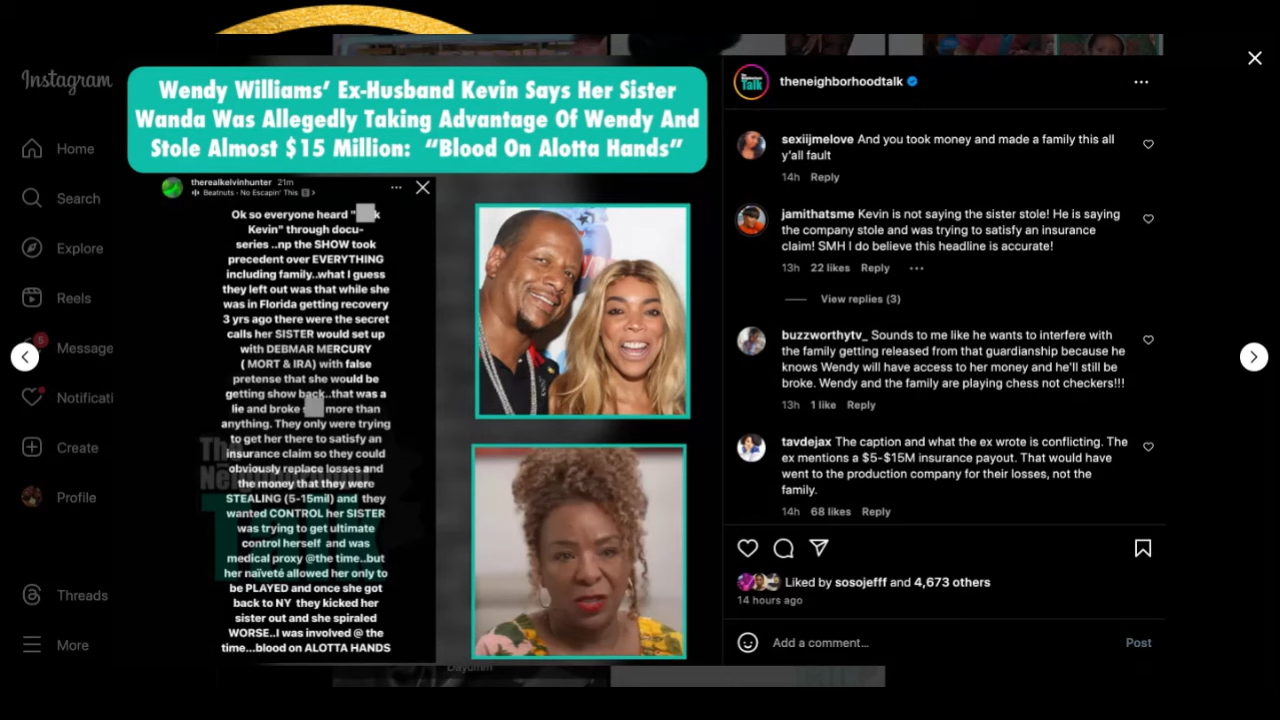 Instagram
Home
Search
Explore
Reels
5
Message
Notificati
Create
Profile
Threads
More
Wendy Williams’ Ex-Husband Kevin Says Her Sister
Wanda Was Allegedly Taking Advantage Of Wendy And
Stole Almost $15 Million:  “Blood On Alotta Hands”
therealkelvinhunter 21m
Beatnuts · No Escapin' This E >
Ok so everyone heard " k
Kevin" through docu-
series ..np the SHOW took
precedent over EVERYTHING
including family..what I guess
they left out was that while she
was in Florida getting recovery
3 yrs ago there were the secret
calls her SISTER would set up
with DEBMAR MERCURY
( MORT & IRA) with false
pretense that she would be
getting show back..that was a
lie and broke s more than
anything. They only were trying
to get her there to satisfy an
insurance claim so they could
obviously replace losses and
the money that they were
STEALING (5-15mil) and they
wanted CONTROL her SISTER
was trying to get ultimate
control herself and was
medical proxy @the time..but
her naïveté allowed her only to
be PLAYED and once she got
back to NY they kicked her
sister out and she spiraled
WORSE..I was involved @ the
time...blood on ALOTTA HANDS
The
Neighborhood
Talk
Talk
theneighborhoodtalk
sexiijmelove And you took money and made a family this all
y'all fault
14h Reply
jamithatsme Kevin is not saying the sister stole! He is saying
the company stole and was trying to satisfy an insurance
claim! SMH I do believe this headline is accurate!
13h 22 likes Reply
View replies (3)
buzzworthytv_ Sounds to me like he wants to interfere with
the family getting released from that guardianship because he
knows Wendy will have access to her money and he'll still be
broke. Wendy and the family are playing chess not checkers!!!
13h 1 like Reply
tavdejax The caption and what the ex wrote is conflicting. The
ex mentions a $5-$15M insurance payout. That would have
went to the production company for their losses, not the
family.
14h 68 likes Reply
Liked by sosojefff and 4,673 others
14 hours ago
Add a comment...
Post